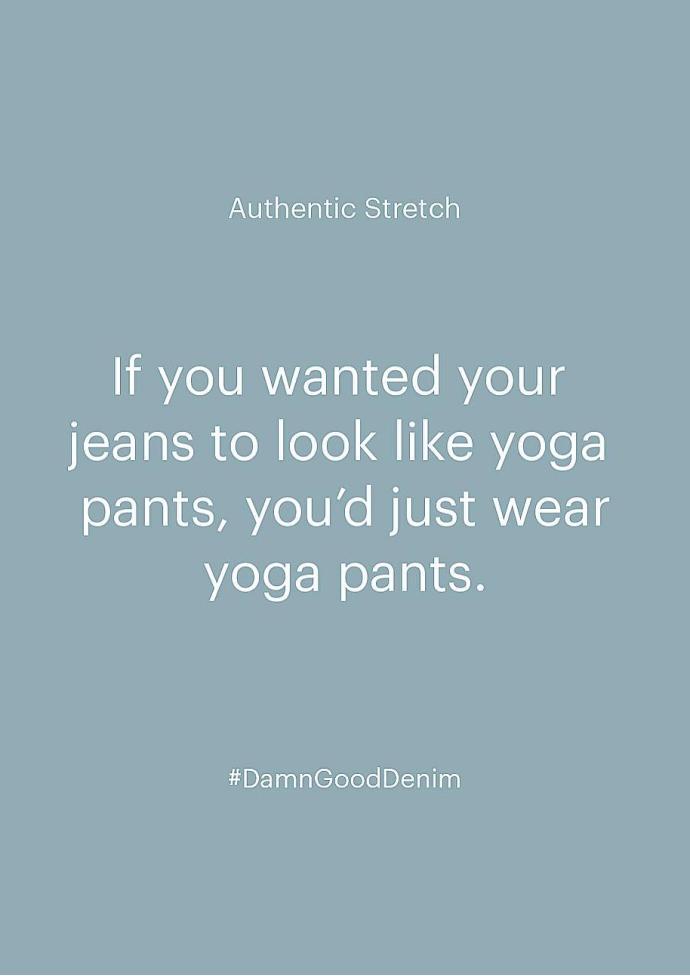 Authentic Stretch
If you wanted your
jeans to look like yoga
pants, you’d just wear
yoga pants.
#DamnGoodDenim